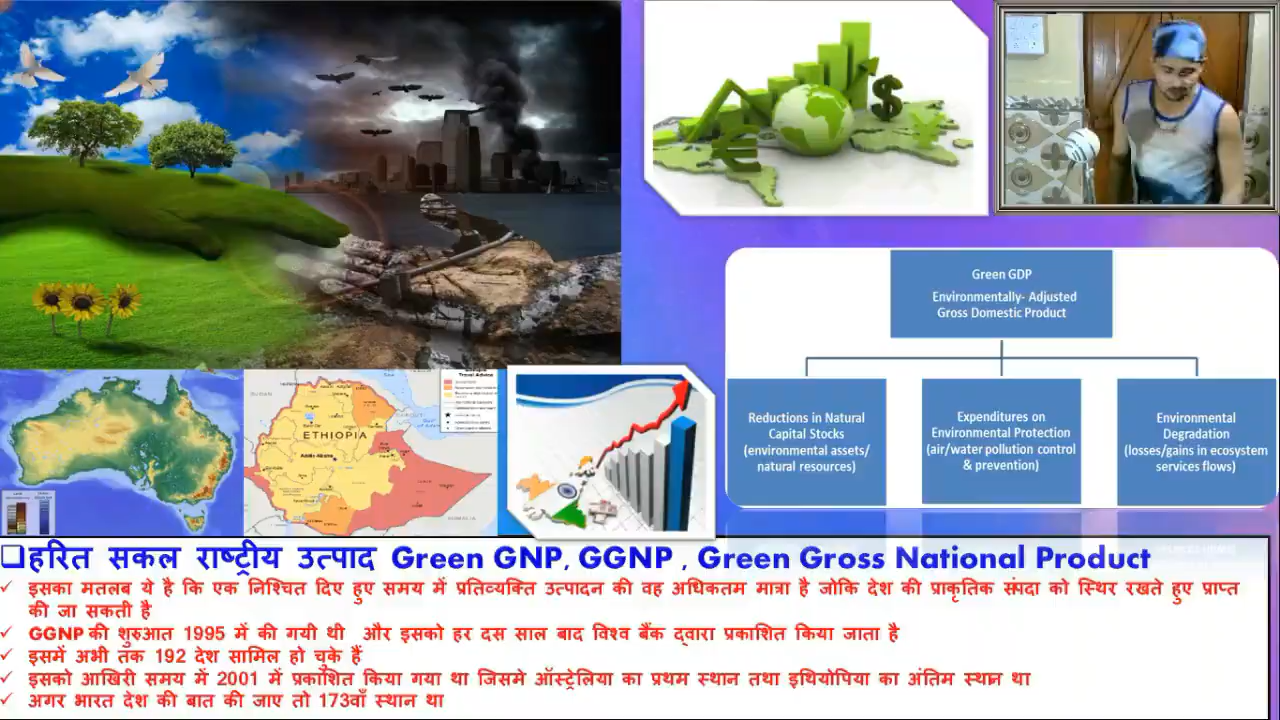 Green GDP
Environmentally- Adjusted
Gross Domestic Product
Reductions in Natural
Capital Stocks
(environmental assets/
natural resources)
Expenditures on
Environmental Protection
(air/water pollution control
& prevention)
Environmental
Degradation
(losses/gains in ecosystem
services flows)
Travel Advice
ETHIOPIA
Addis Ababa
हरित सकल राष्ट्रीय उत्पाद Green GNP, GGNP , Green Gross National Product
इसका मतलब ये है कि एक निश्चित दिए हुए समय में प्रतिव्यक्ति उत्पादन की वह अधिकतम मात्रा है जोकि देश की प्राकृतिक संपदा को स्थिर रखते हुए प्राप्त
की जा सकती है
GGNP की शुरुआत 1995 में की गयी थी और इसको हर दस साल बाद विश्व बैंक द्वारा प्रकाशित किया जाता है
इसमें अभी तक 192 देश सामिल हो चुके हैं
इसको आखिरी समय में 2001 में प्रकाशित किया गया था जिसमे ऑस्ट्रेलिया का प्रथम स्थान तथा इथियोपिया का अंतिम स्थान था
अगर भारत देश की बात की जाए तो 173वाँ स्थान था